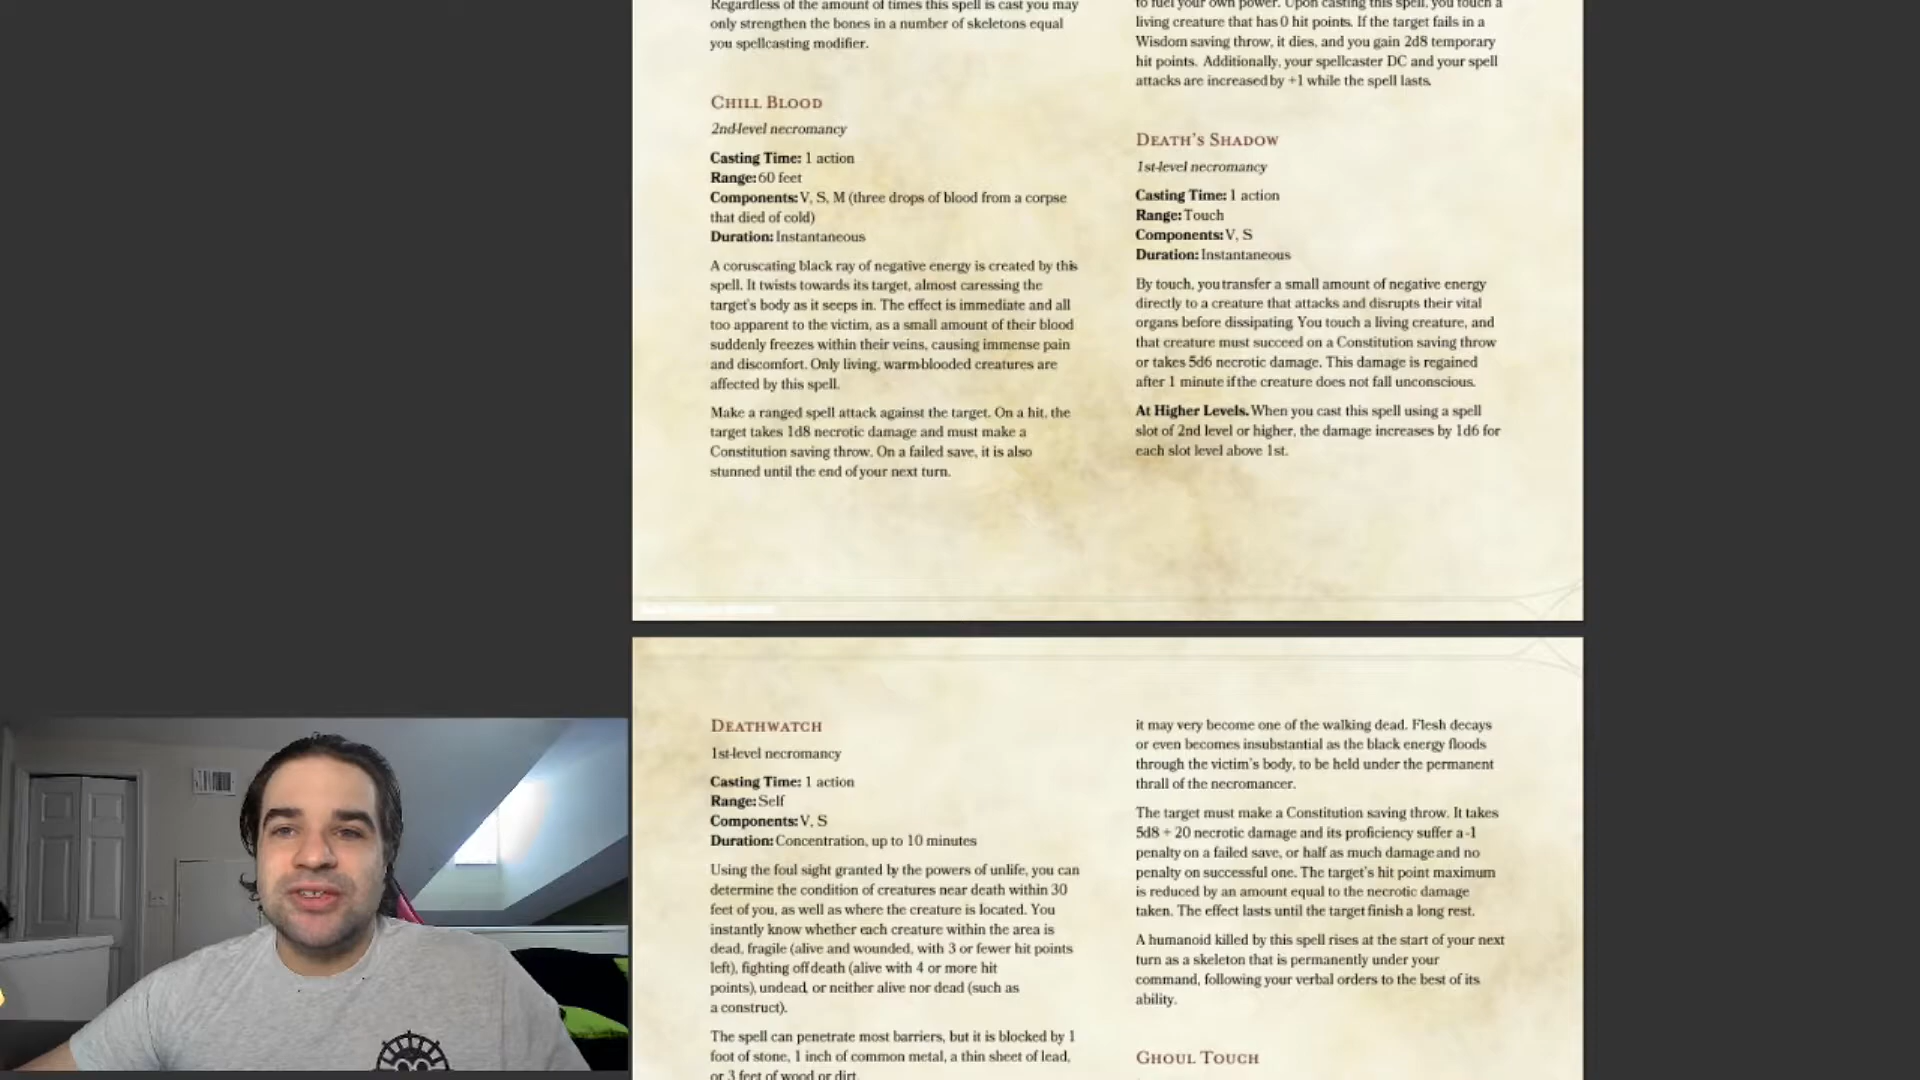 Regardless of the amount of times this spell is cast you may
only strengthen the bones in a number of skeletons equal
you spellcasting modifier.
CHILL BLOOD
2nd-level necromancy
Casting Time: 1 action
Range: 60 feet
Components: V, S, M (three drops of blood from a corpse
that died of cold)
Duration: Instantaneous
A coruscating black ray of negative energy is created by this
spell. It twists towards its target, almost caressing the
target's body as it seeps in. The effect is immediate and all
too apparent to the victim, as a small amount of their blood
suddenly freezes within their veins, causing immense pain
and discomfort. Only living, warm-blooded creatures are
affected by this spell.
Make a ranged spell attack against the target. On a hit, the
target takes 1d8 necrotic damage and must make a
Constitution saving throw. On a failed save, it is also
stunned until the end of your next turn.
to fuel your own power. Upon casting this spell, you touch a
living creature that has 0 hit points. If the target fails in a
Wisdom saving throw, it dies, and you gain 2d8 temporary
hit points. Additionally, your spellcaster DC and your spell
attacks are increased by +1 while the spell lasts.
DEATH'S SHADOW
1st-level necromancy
Casting Time: 1 action
Range: Touch
Components: V, S
Duration: Instantaneous
By touch, you transfer a small amount of negative energy
directly to a creature that attacks and disrupts their vital
organs before dissipating. You touch a living creature, and
that creature must succeed on a Constitution saving throw
or takes 5d6 necrotic damage. This damage is regained
after 1 minute if the creature does not fall unconscious.
At Higher Levels. When you cast this spell using a spell
slot of 2nd level or higher, the damage increases by 1d6 for
each slot level above 1st.
DEATHWATCH
1st-level necromancy
Casting Time: 1 action
Range: Self
Components: V, S
Duration: Concentration, up to 10 minutes
Using the foul sight granted by the powers of unlife, you can
determine the condition of creatures near death within 30
feet of you, as well as where the creature is located. You
instantly know whether each creature within the area is
dead, fragile (alive and wounded, with 3 or fewer hit points
left), fighting off death (alive with 4 or more hit
points), undead, or neither alive nor dead (such as
a construct).
The spell can penetrate most barriers, but it is blocked by 1
foot of stone, 1 inch of common metal, a thin sheet of lead,
or 3 feet of wood or dirt.
it may very become one of the walking dead. Flesh decays
or even becomes insubstantial as the black energy floods
through the victim's body, to be held under the permanent
thrall of the necromancer.
The target must make a Constitution saving throw. It takes
5d8 + 20 necrotic damage and its proficiency suffer a -1
penalty on a failed save, or half as much damage and no
penalty on successful one. The target's hit point maximum
is reduced by an amount equal to the necrotic damage
taken. The effect lasts until the target finish a long rest.
A humanoid killed by this spell rises at the start of your next
turn as a skeleton that is permanently under your
command, following your verbal orders to the best of its
ability.
GHOUL TOUCH